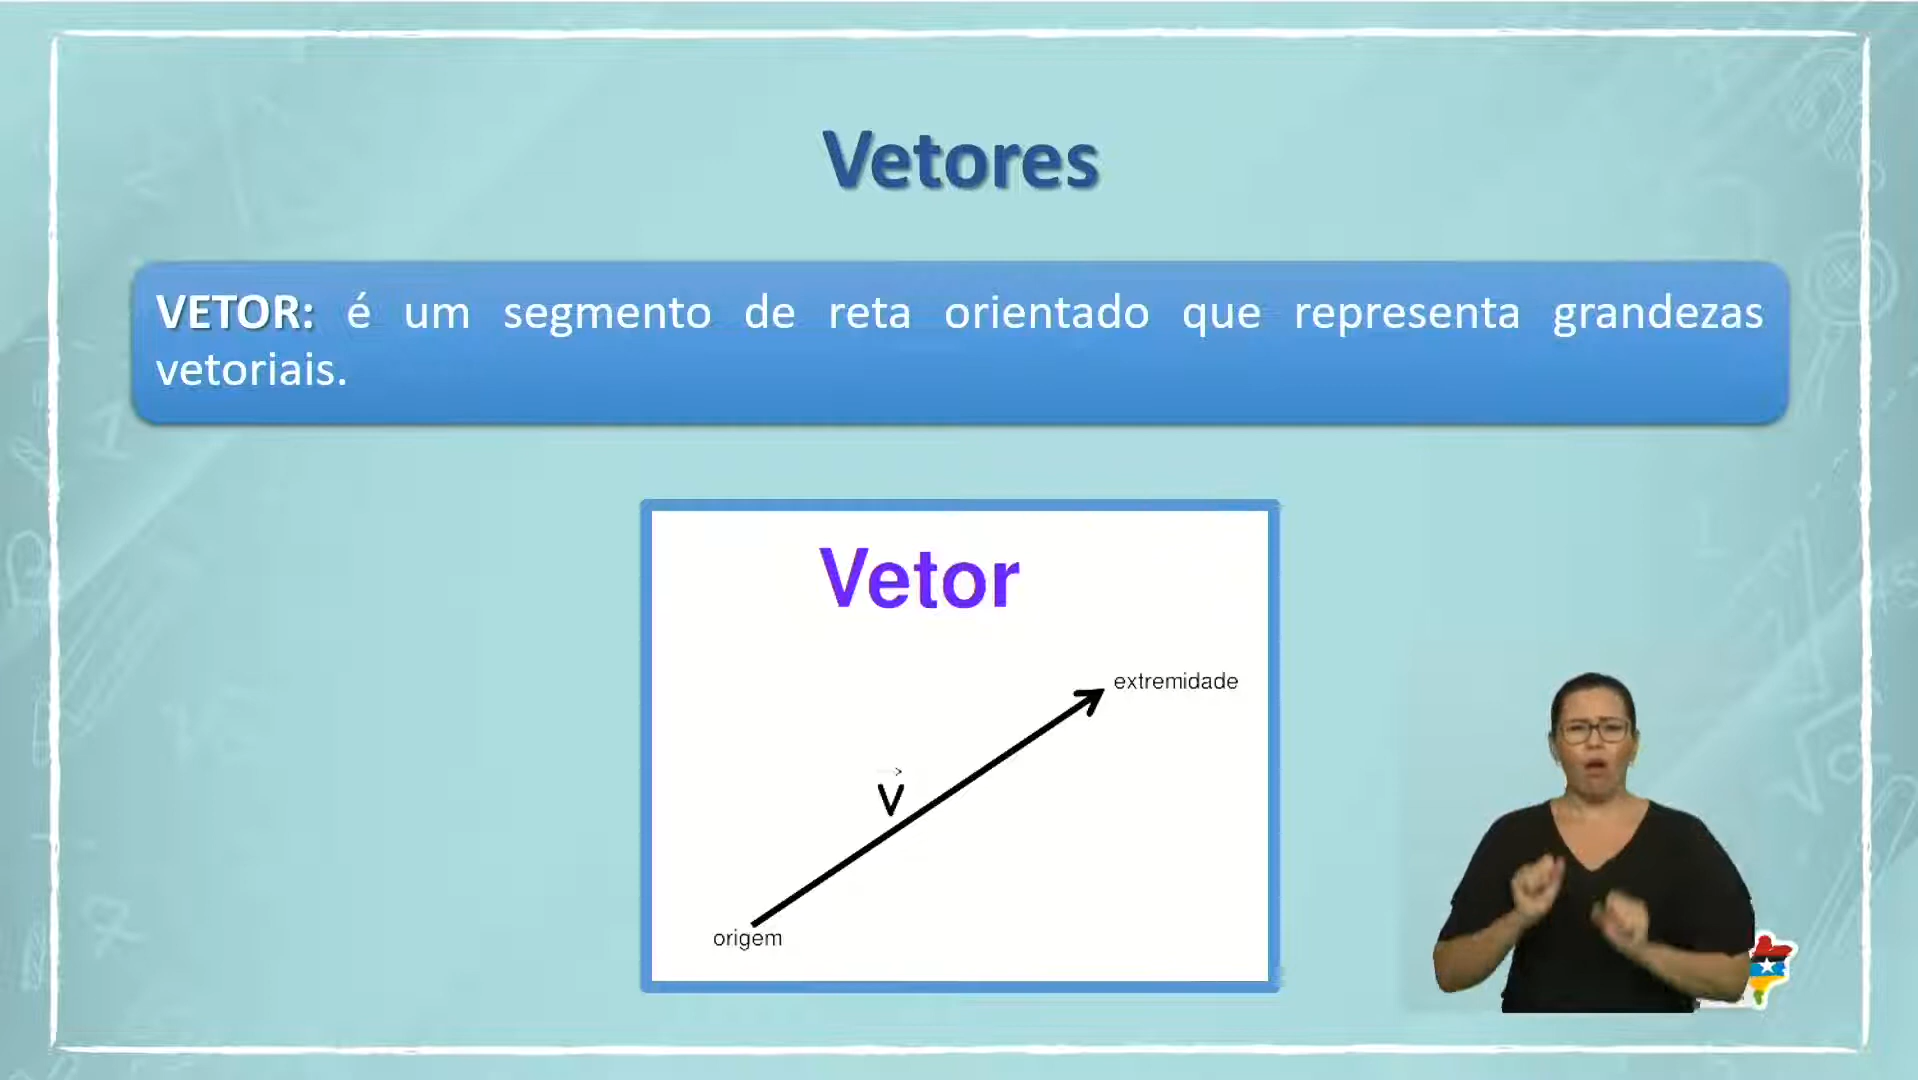 Vetores
VETOR: é um segmento de reta orientado que representa grandezas
vetoriais.
Vetor
extremidade
V
origem